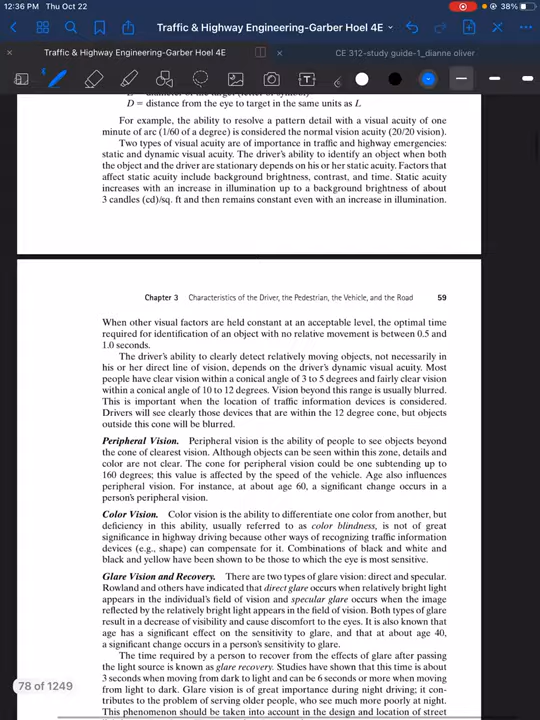 12:36 PM Thu Oct 22
38%
Traffic & Highway Engineering-Garber Hoel 4E
Traffic & Highway Engineering-Garber Hoel 4E
CE 312-study guide-1_dianne oliver
D = distance from the eye to target in the same units as L
For example, the ability to resolve a pattern detail with a visual acuity of one
minute of arc (1/60 of a degree) is considered the normal vision acuity (20/20 vision).
Two types of visual acuity are of importance in traffic and highway emergencies:
static and dynamic visual acuity. The driver's ability to identify an object when both
the object and the driver are stationary depends on his or her static acuity. Factors that
affect static acuity include background brightness, contrast, and time. Static acuity
increases with an increase in illumination up to a background brightness of about
3 candles (cd)/sq. ft and then remains constant even with an increase in illumination.
Chapter 3 Characteristics of the Driver, the Pedestrian, the Vehicle, and the Road 59
When other visual factors are held constant at an acceptable level, the optimal time
required for identification of an object with no relative movement is between 0.5 and
1.0 seconds.
The driver's ability to clearly detect relatively moving objects, not necessarily in
his or her direct line of vision, depends on the driver's dynamic visual acuity. Most
people have clear vision within a conical angle of 3 to 5 degrees and fairly clear vision
within a conical angle of 10 to 12 degrees. Vision beyond this range is usually blurred.
This is important when the location of traffic information devices is considered.
Drivers will see clearly those devices that are within the 12 degree cone, but objects
outside this cone will be blurred.
Peripheral Vision. Peripheral vision is the ability of people to see objects beyond
the cone of clearest vision. Although objects can be seen within this zone, details and
color are not clear. The cone for peripheral vision could be one subtending up to
160 degrees; this value is affected by the speed of the vehicle. Age also influences
peripheral vision. For instance, at about age 60, a significant change occurs in a
person's peripheral vision.
Color Vision. Color vision is the ability to differentiate one color from another, but
deficiency in this ability, usually referred to as color blindness, is not of great
significance in highway driving because other ways of recognizing traffic information
devices (e.g., shape) can compensate for it. Combinations of black and white and
black and yellow have been shown to be those to which the eye is most sensitive.
Glare Vision and Recovery. There are two types of glare vision: direct and specular.
Rowland and others have indicated that direct glare occurs when relatively bright light
appears in the individual's field of vision and specular glare occurs when the image
reflected by the relatively bright light appears in the field of vision. Both types of glare
result in a decrease of visibility and cause discomfort to the eyes. It is also known that
age has a significant effect on the sensitivity to glare, and that at about age 40,
a significant change occurs in a person's sensitivity to glare.
The time required by a person to recover from the effects of glare after passing
the light source is known as glare recovery. Studies have shown that this time is about
3 seconds when moving from dark to light and can be 6 seconds or more when moving
from light to dark. Glare vision is of great importance during night driving; it con-
tributes to the problem of serving older people, who see much more poorly at night.
This phenomenon should be taken into account in the design and location of street
78 of 1249